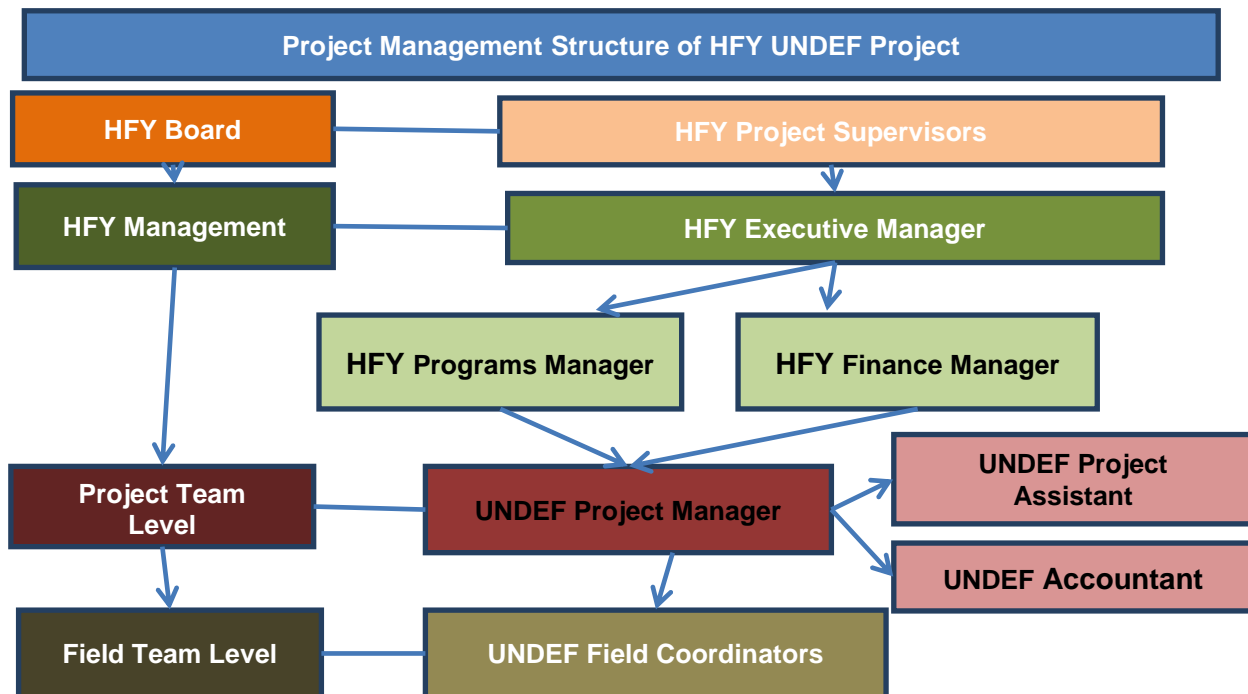 Project Management Structure of HFY UNDEF Project
HFY Board
HFY Project Supervisors
HFY Management
HFY Executive Manager
HFY Programs Manager
HFY Finance Manager
Project Team
Level
UNDEF Project Manager
UNDEF Project
Assistant
UNDEF Accountant
Field Team Level
UNDEF Field Coordinators